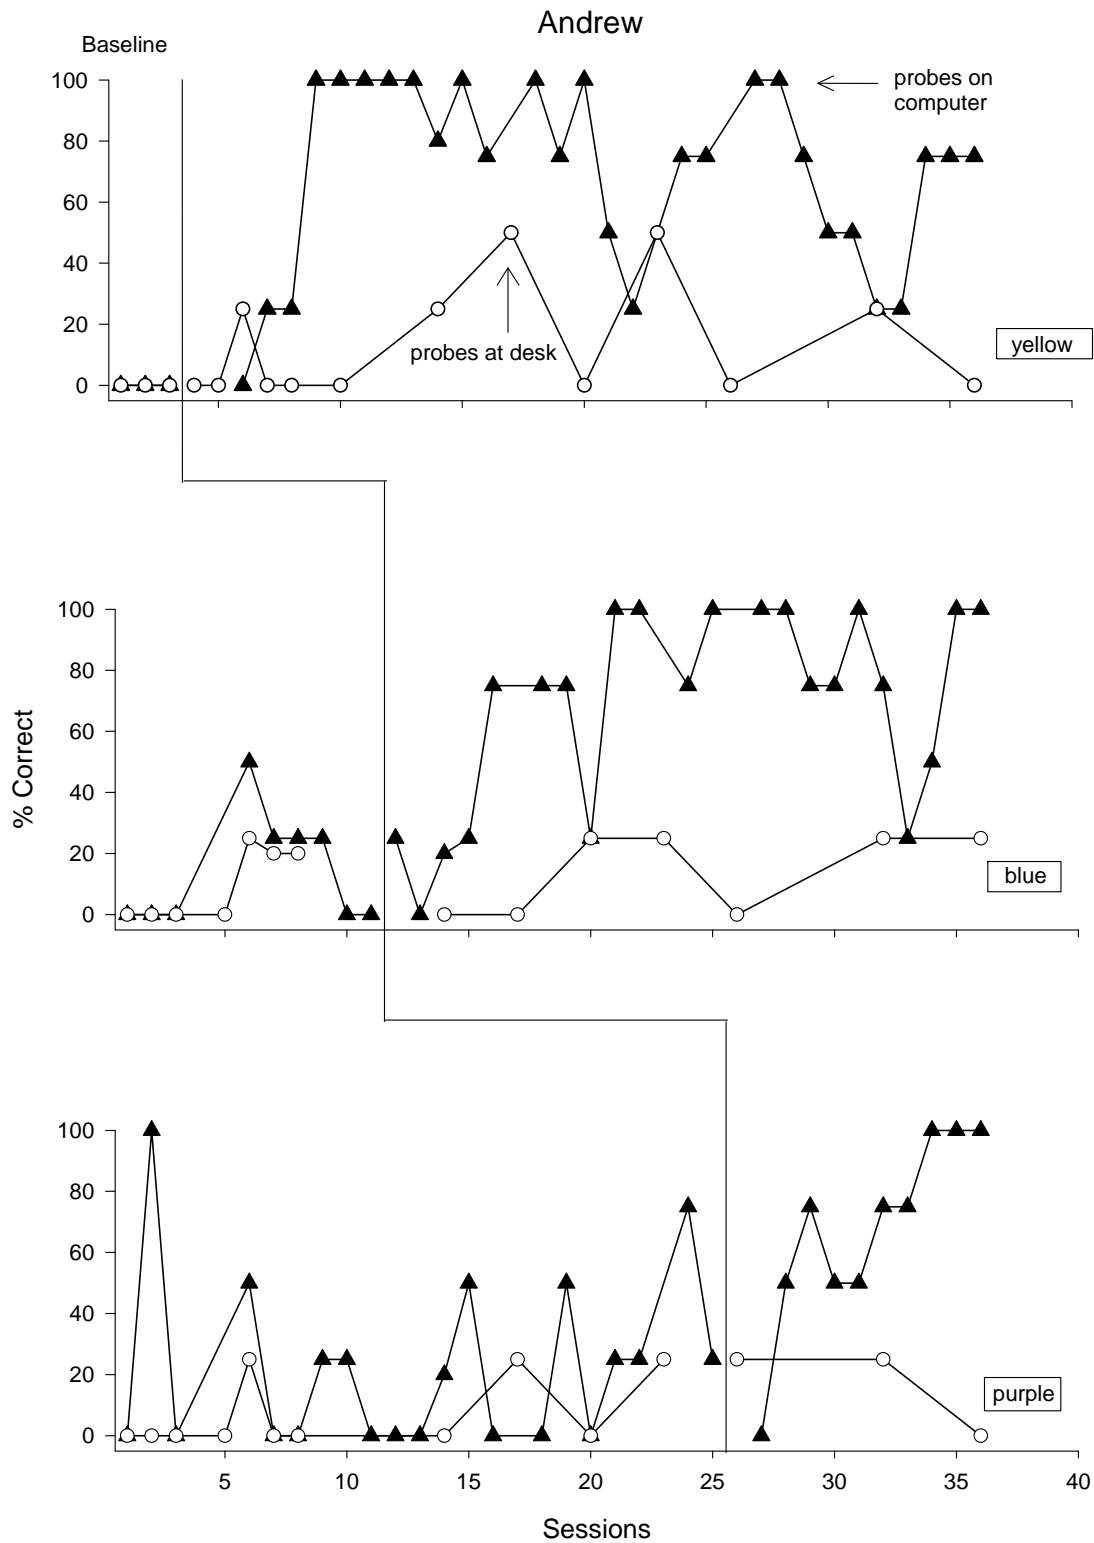 Andrew
Baseline
100
80
60
40
20
0
probes on
computer
probes at desk
yellow
% Correct
100
80
60
40
20
0
blue
100
80
60
40
20
0
purple
5 10 15 20 25 30 35 40
Sessions